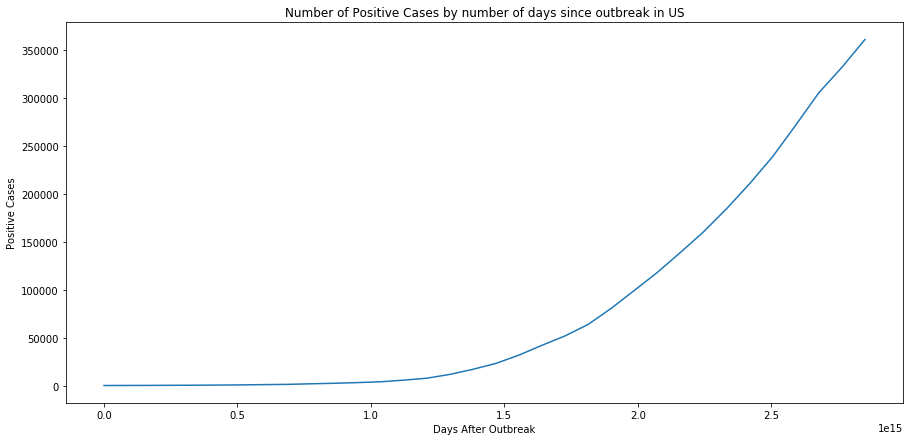 Number of Positive Cases by number of days since outbreak in US
350000
300000
250000
200000
150000
100000
50000
0
Positive Cases
0.0 0.5 1.0 1.5 2.0 2.5
1e15
Days After Outbreak